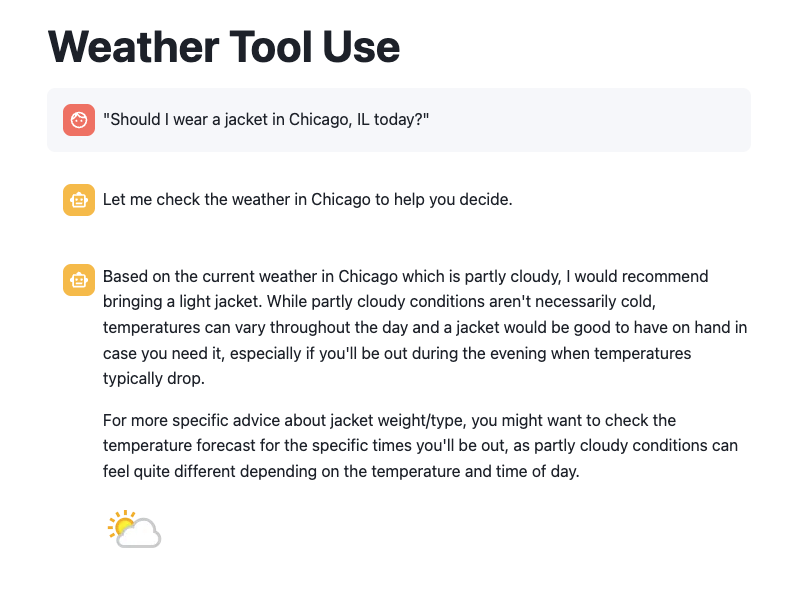 Weather Tool Use
"Should I wear a jacket in Chicago, IL today?"
Let me check the weather in Chicago to help you decide.
Based on the current weather in Chicago which is partly cloudy, I would recommend
bringing a light jacket. While partly cloudy conditions aren't necessarily cold,
temperatures can vary throughout the day and a jacket would be good to have on hand in
case you need it, especially if you'll be out during the evening when temperatures
typically drop.
For more specific advice about jacket weight/type, you might want to check the
temperature forecast for the specific times you'll be out, as partly cloudy conditions can
feel quite different depending on the temperature and time of day.